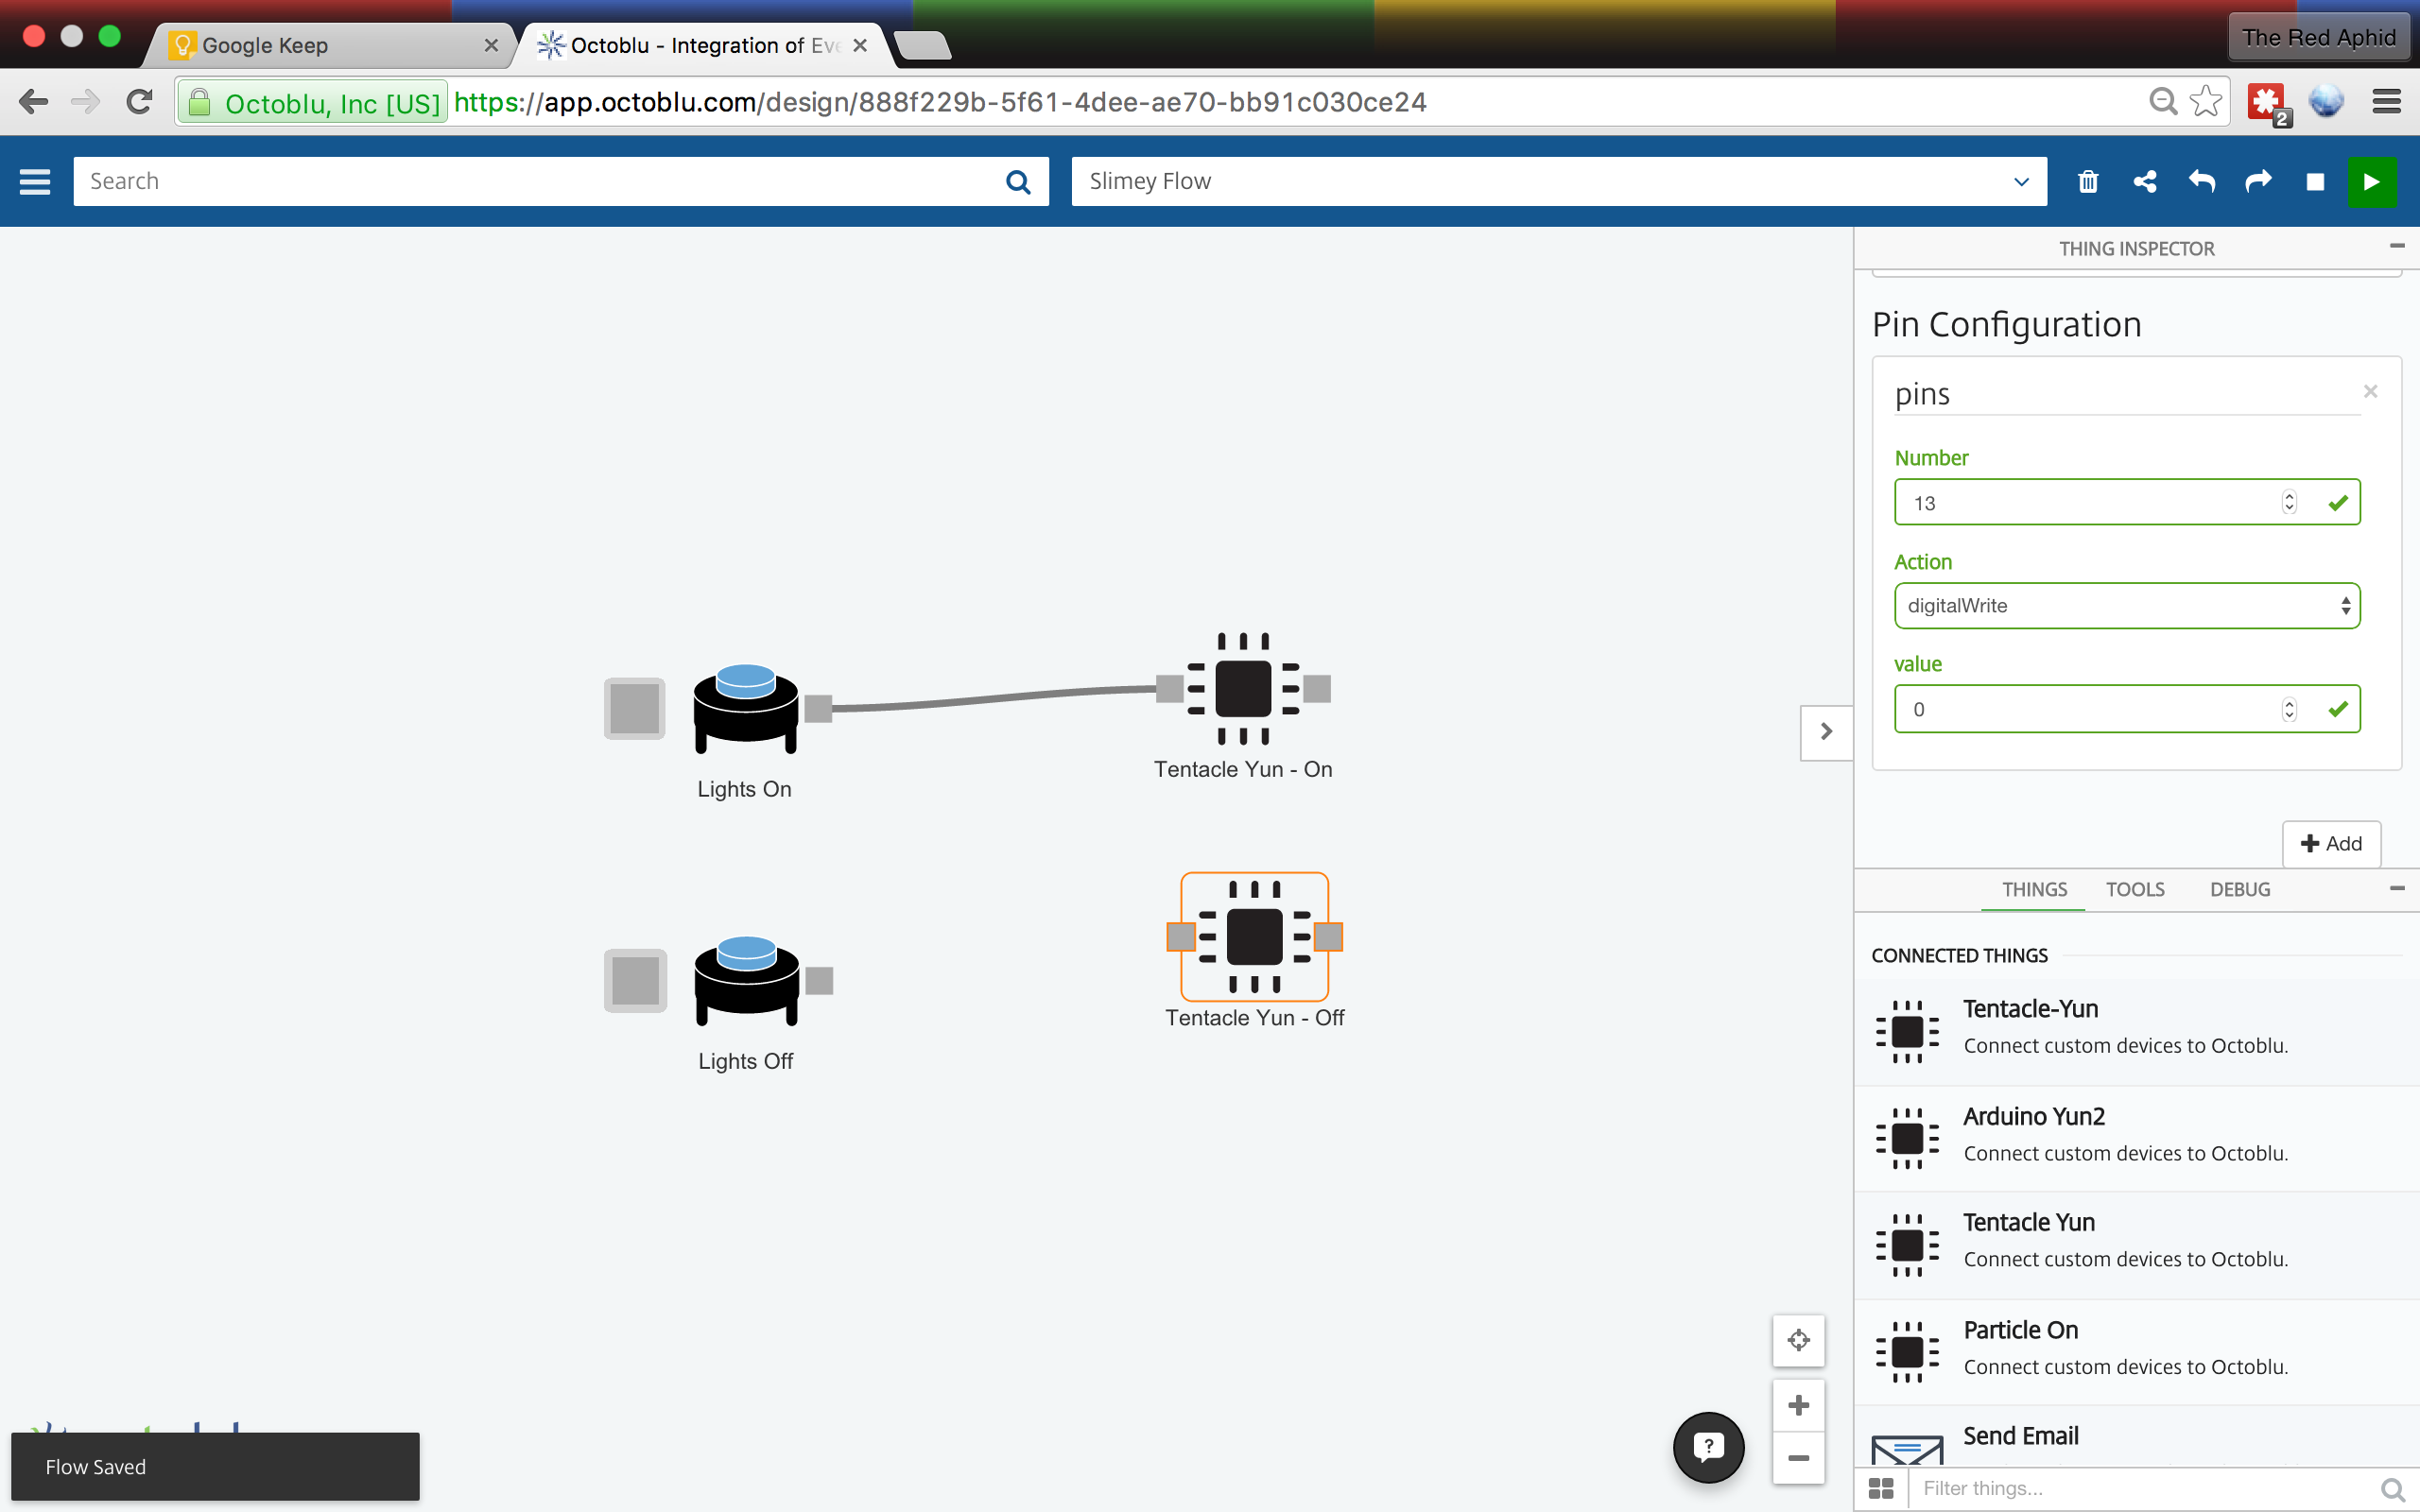 Google Keep
Octoblu - Integration of Eve
The Red Aphid
Octoblu, Inc [US]
https://app.octoblu.com/design/888f229b-5f61-4dee-ae70-bb91c030ce24
2
Search
Slimey Flow
THING INSPECTOR
Pin Configuration
pins
Number
13
Action
digitalWrite
value
0
Add
Lights On
Tentacle Yun - On
Lights Off
Tentacle Yun - Off
THINGS
TOOLS
DEBUG
CONNECTED THINGS
Tentacle-Yun
Connect custom devices to Octoblu.
Arduino Yun2
Connect custom devices to Octoblu.
Tentacle Yun
Connect custom devices to Octoblu.
Particle On
Connect custom devices to Octoblu.
Send Email
Filter things...
?
Flow Saved